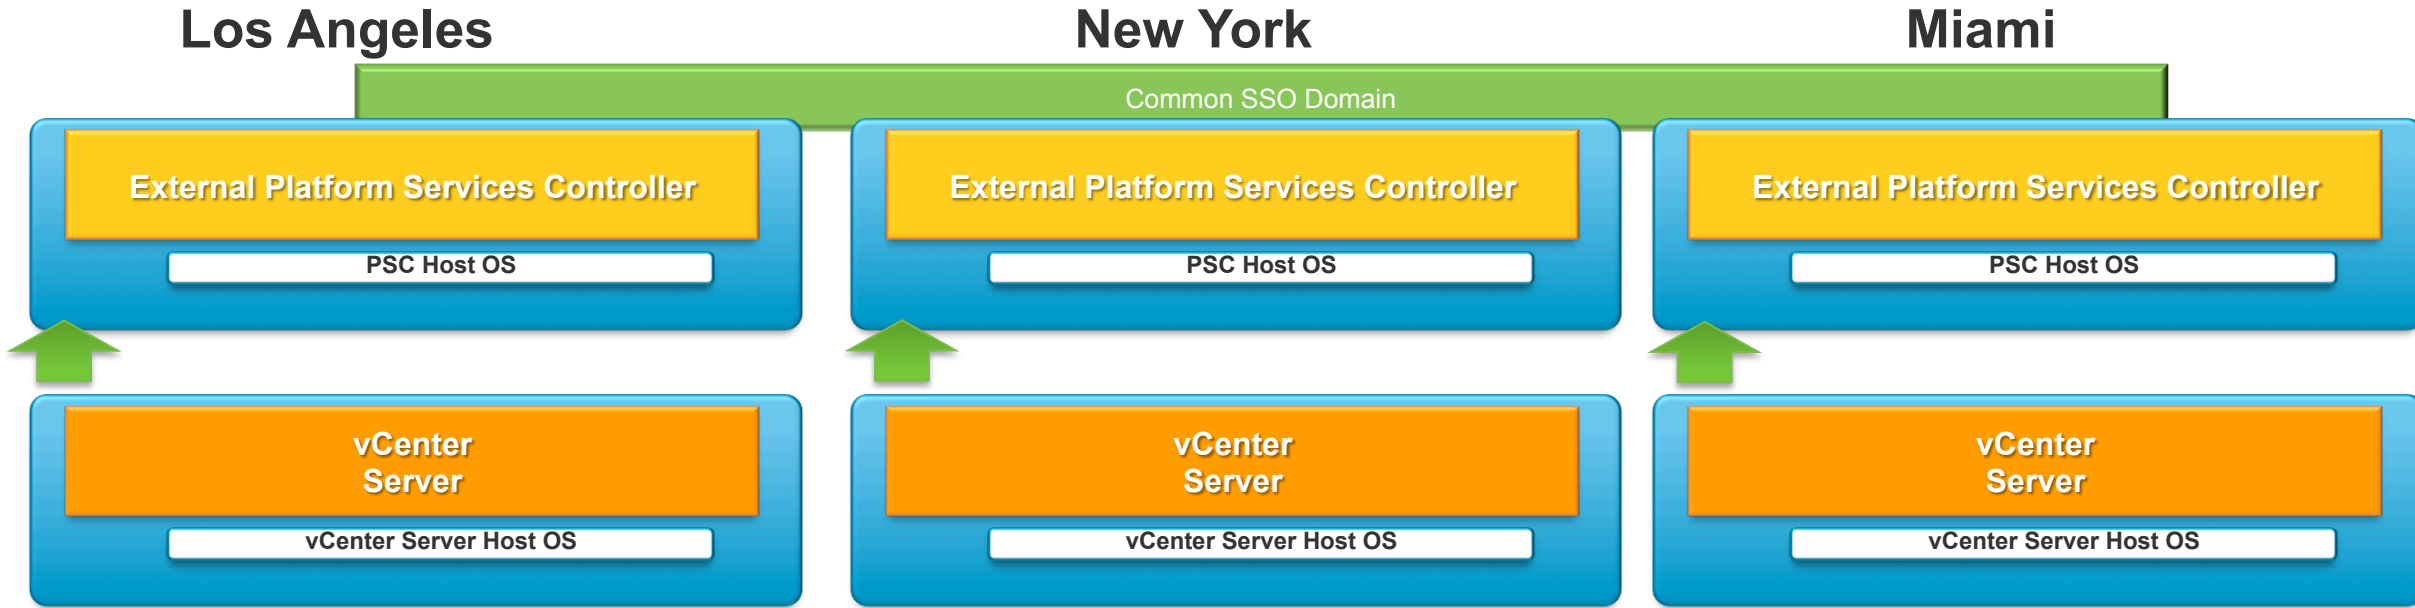 Los Angeles
New York
Miami
Common SSO Domain
External Platform Services Controller
PSC Host OS
External Platform Services Controller
PSC Host OS
External Platform Services Controller
PSC Host OS
vCenter
Server
vCenter Server Host OS
vCenter
Server
vCenter Server Host OS
vCenter
Server
vCenter Server Host OS